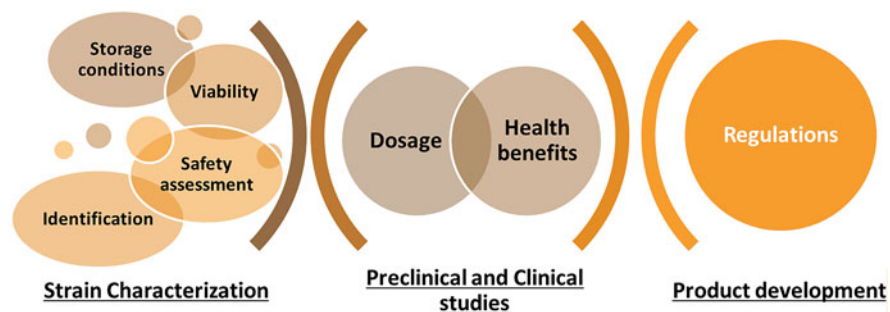 Storage
conditions
Viability
Safety
assessment
Identification
Strain Characterization
Dosage
Health
benefits
Preclinical and Clinical
studies
Regulations
Product development